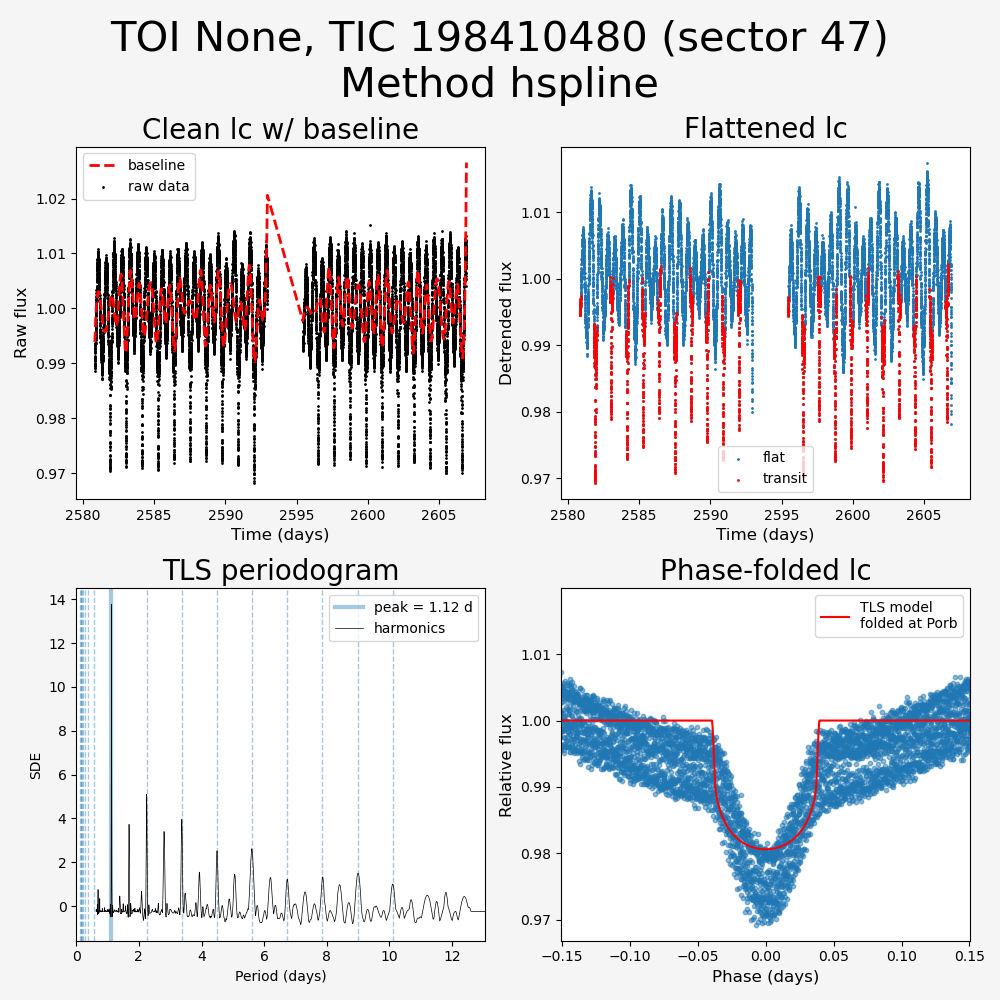 TOI None, TIC 198410480 (sector 47)
Method hspline
Clean lc w/ baseline
baseline
raw data
1.02
1.01
1.00
0.99
0.98
0.97
Raw flux
2580 2585 2590 2595 2600 2605
Time (days)
Flattened lc
1.01
1.00
0.99
0.98
0.97
Detrended flux
flat
transit
2580 2585 2590 2595 2600 2605
Time (days)
TLS periodogram
peak = 1.12 d
harmonics
14
12
10
8
6
4
2
0
SDE
0 2 4 6 8 10 12
Period (days)
Phase-folded lc
TLS model
folded at Porb
1.01
1.00
0.99
0.98
0.97
Relative flux
−0.15 −0.10 −0.05 0.00 0.05 0.10 0.15
Phase (days)